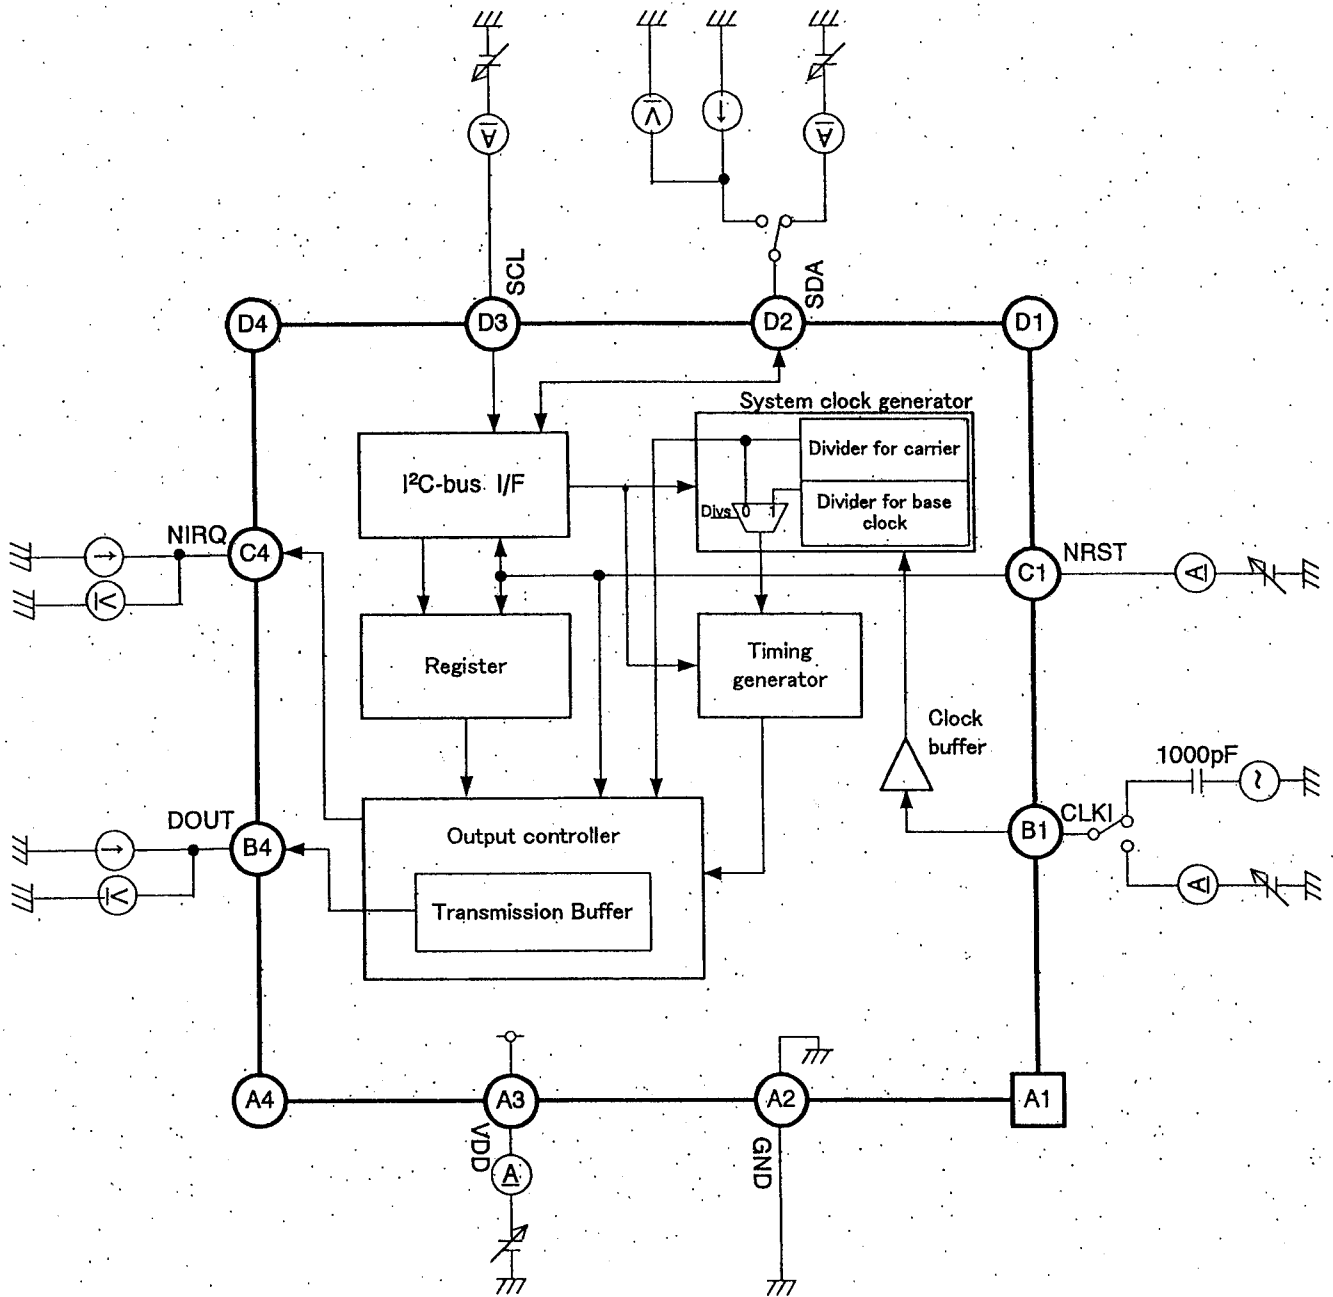 A
V
A
SCL
SDA
D4
D3
D2
D1
System clock generator
Divider for carrier
I²C-bus I/F
Divs
0
1
Divider for base
clock
NIRQ
C4
V
C1
NRST
A
Register
Timing
generator
Clock
buffer
1000pF
~
DOUT
B4
V
Output controller
Transmission Buffer
B1
CLKI
A
A4
A3
A2
A1
VDD
GND
A